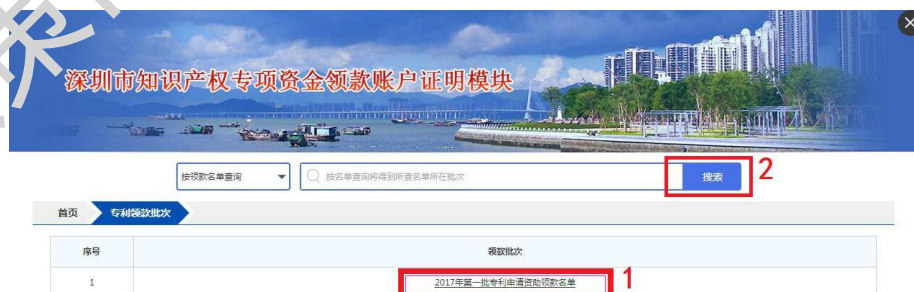 深圳市知识产权专项资金领款账户证明模块
按领款名单查询 按名单查询将得到所查名单所在批次 搜索 2
首页 专利领款批次
序号 领款批次
1 2017年第一批专利申请资助领款名单 1